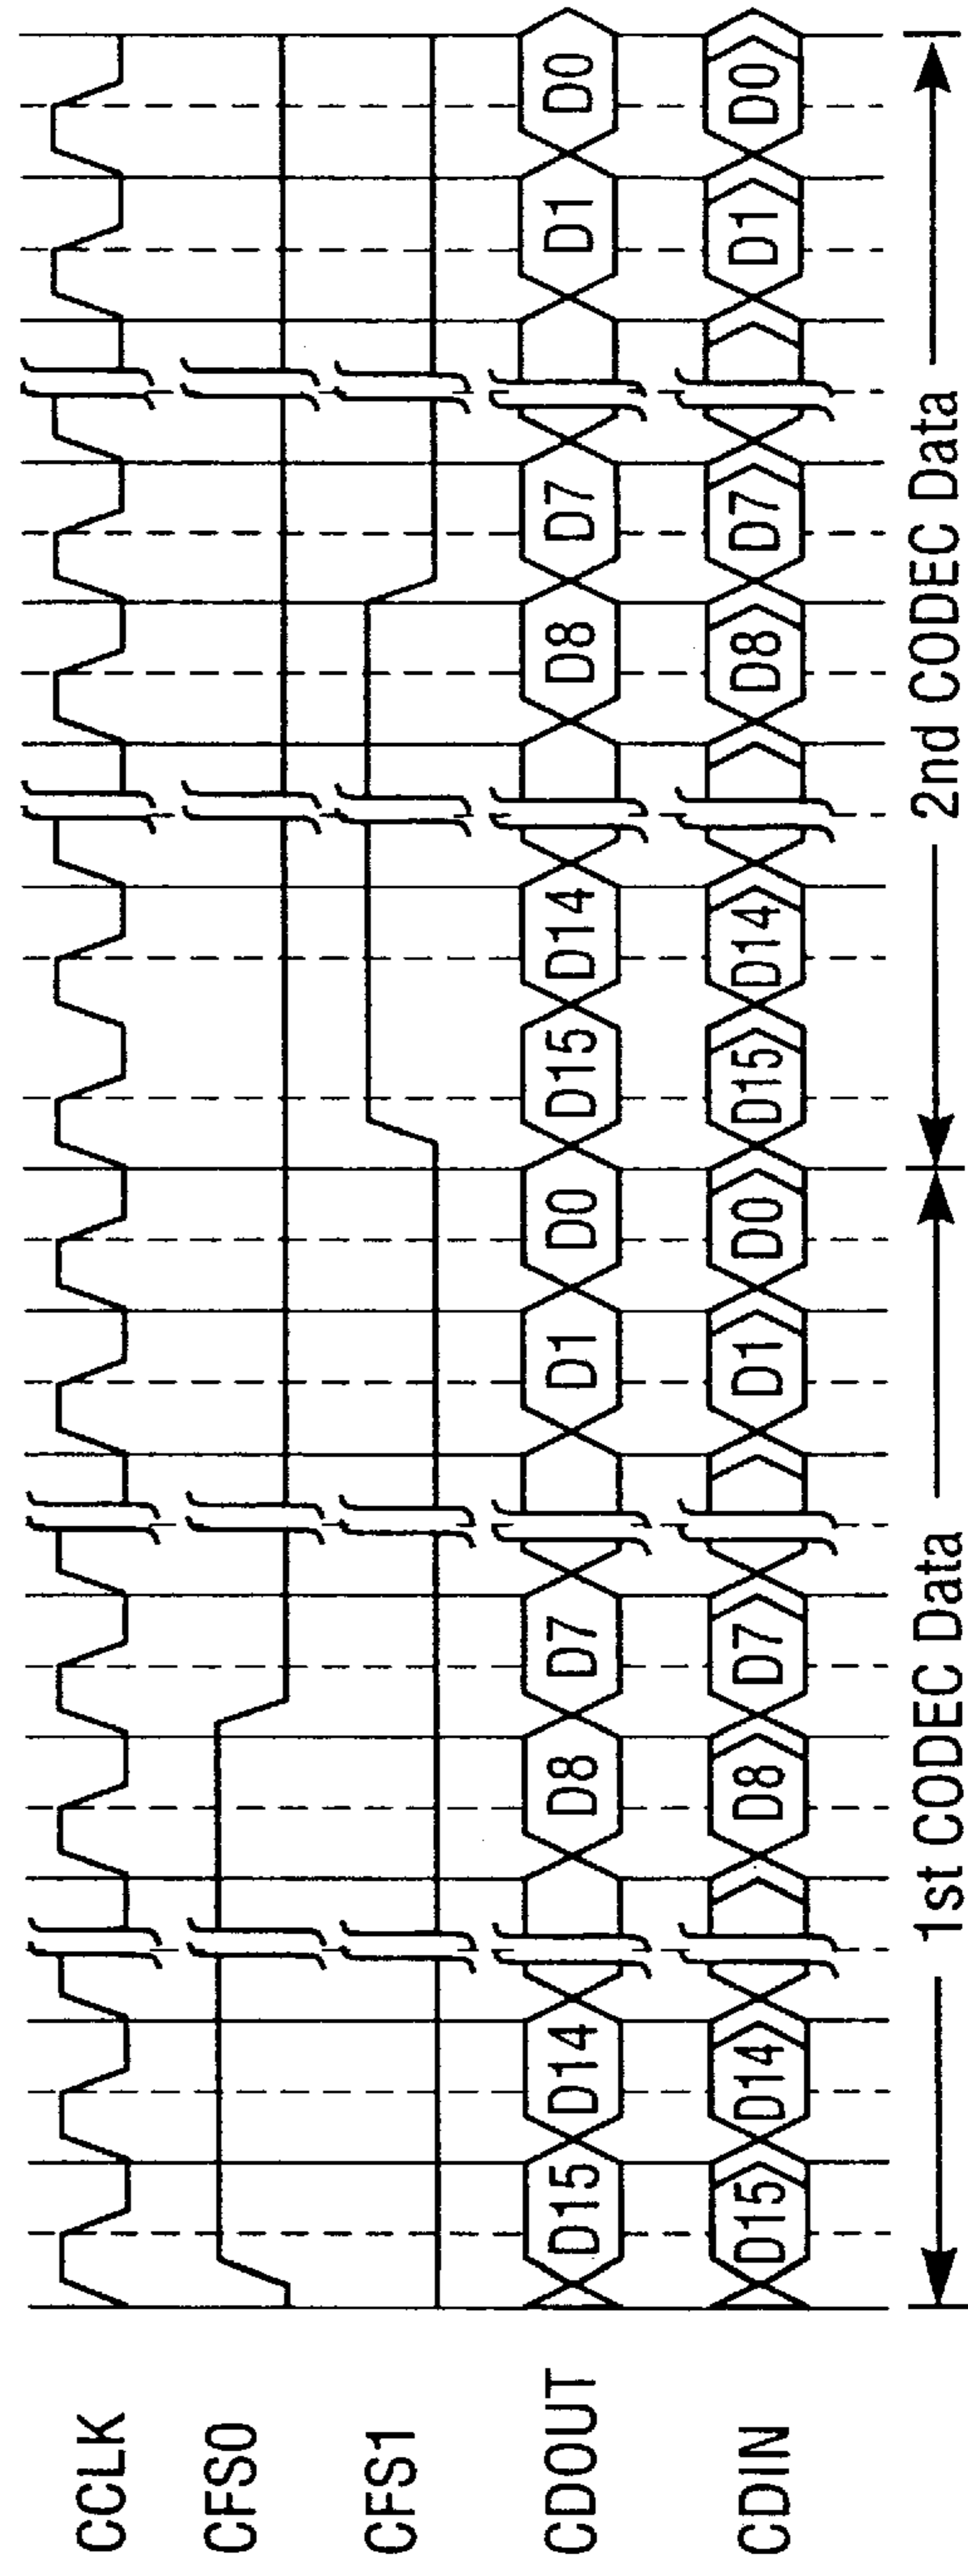 CCLK
CFS0
CFS1
CDOUT D15 D14 D8 D7 D1 D0 D15 D14 D8 D7 D1 D0
CDIN D15 D14 D8 D7 D1 D0 D15 D14 D8 D7 D1 D0
1st CODEC Data 2nd CODEC Data